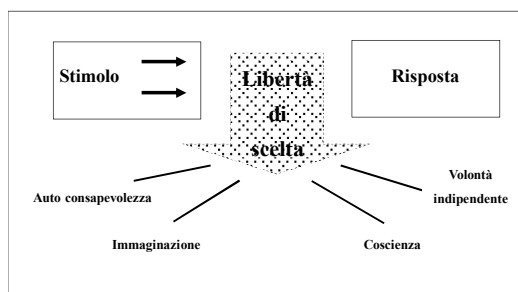 Stimolo
Libertà
di
scelta
Risposta
Auto consapevolezza
Immaginazione
Coscienza
Volontà
indipendente